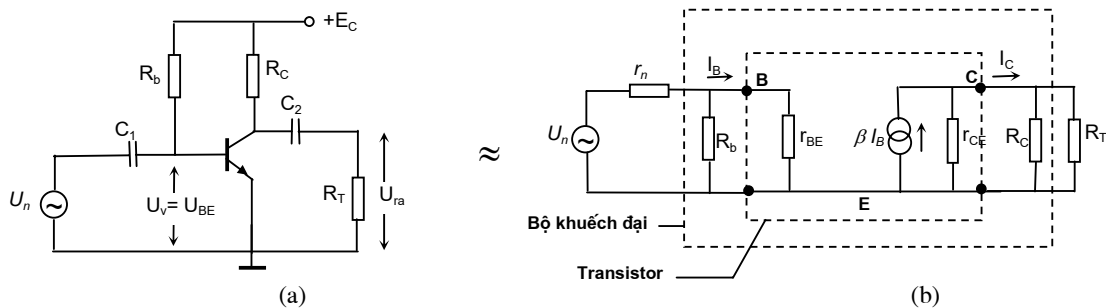 +E_C
R_b
R_C
C_1
C_2
U_n
~
U_v= U_BE
R_T
U_ra
(a)
≈
r_n
I_B
B
C
I_C
U_n
~
R_b
r_BE
β I_B
r_CE
R_C
R_T
E
Bộ khuếch đại
Transistor
(b)